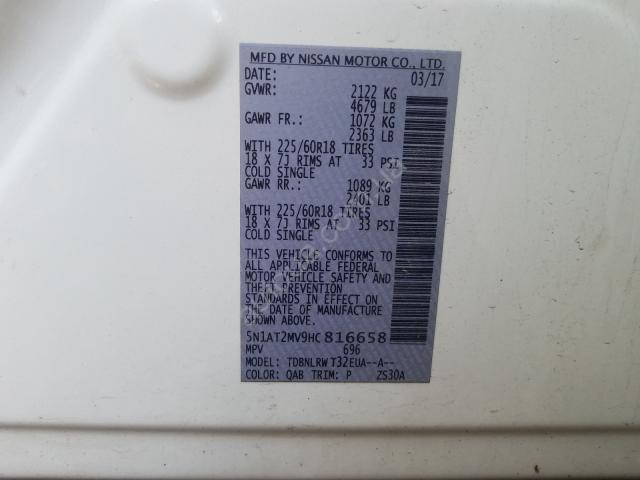 MFD BY NISSAN MOTOR CO., LTD.
DATE: 03/17
GVWR: 2122 KG
4679 LB
GAWR FR.: 1072 KG
2363 LB
WITH 225/60R18 TIRES
18 X 7J RIMS AT 33 PSI
COLD SINGLE
GAWR RR.: 1089 KG
2401 LB
WITH 225/60R18 TIRES
18 X 7J RIMS AT 33 PSI
COLD SINGLE
THIS VEHICLE CONFORMS TO
ALL APPLICABLE FEDERAL
MOTOR VEHICLE SAFETY AND
THEFT PREVENTION
STANDARDS IN EFFECT ON
THE DATE OF MANUFACTURE
SHOWN ABOVE.
5N1AT2MV9HC816658
MPV 696
MODEL: TDBNLRW T32EUA--A--
COLOR: QAB TRIM: P ZS30A